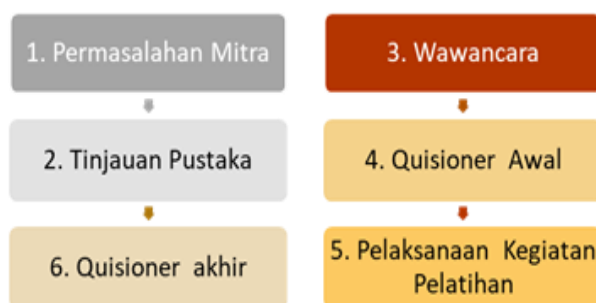 1. Permasalahan Mitra
2. Tinjauan Pustaka
6. Quisioner akhir
3. Wawancara
4. Quisioner Awal
5. Pelaksanaan Kegiatan
Pelatihan